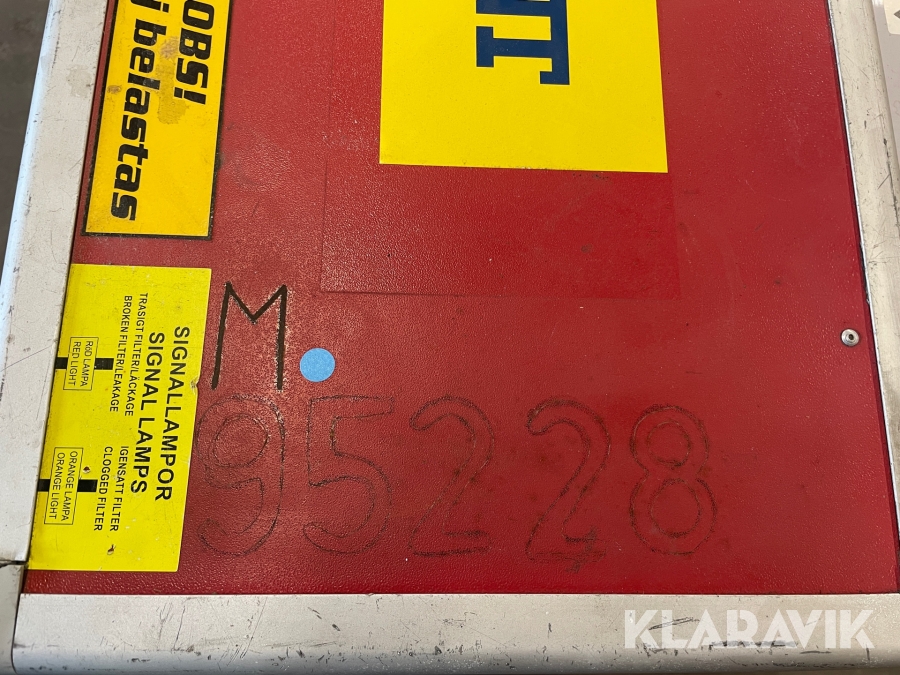 OBS!
j belastas
IT
SIGNALLAMPOR
SIGNAL LAMPS
TRASIGT FILTER/LÄCKAGE
BROKEN FILTER/LEAKAGE
RöD LAMPA
RED LIGHT
IGENSATT FILTER
CLOGGED FILTER
ORANGE LAMPA
ORANGE LIGHT
M.
95228
KLARAVIK